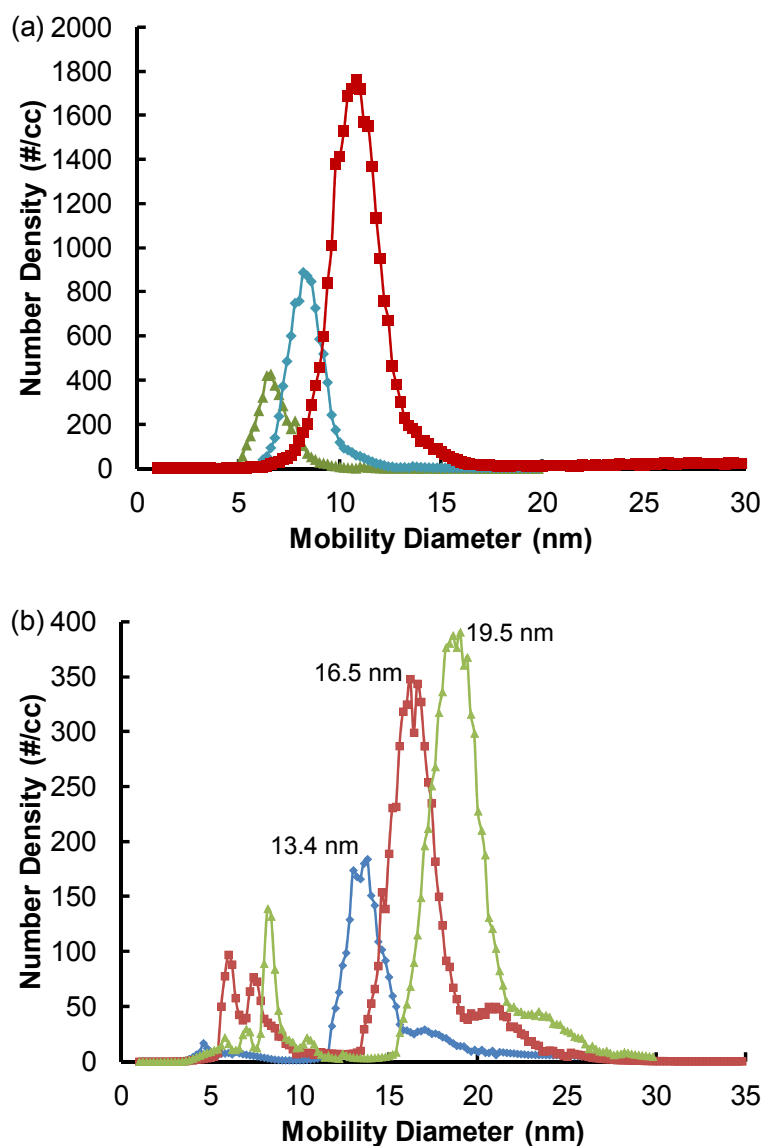 (a)
2000
1800
1600
1400
1200
1000
800
600
400
200
0
Number Density (#/cc)
0 5 10 15 20 25 30
Mobility Diameter (nm)
(b)
400
350
300
250
200
150
100
50
0
Number Density (#/cc)
19.5 nm
16.5 nm
13.4 nm
0 5 10 15 20 25 30 35
Mobility Diameter (nm)